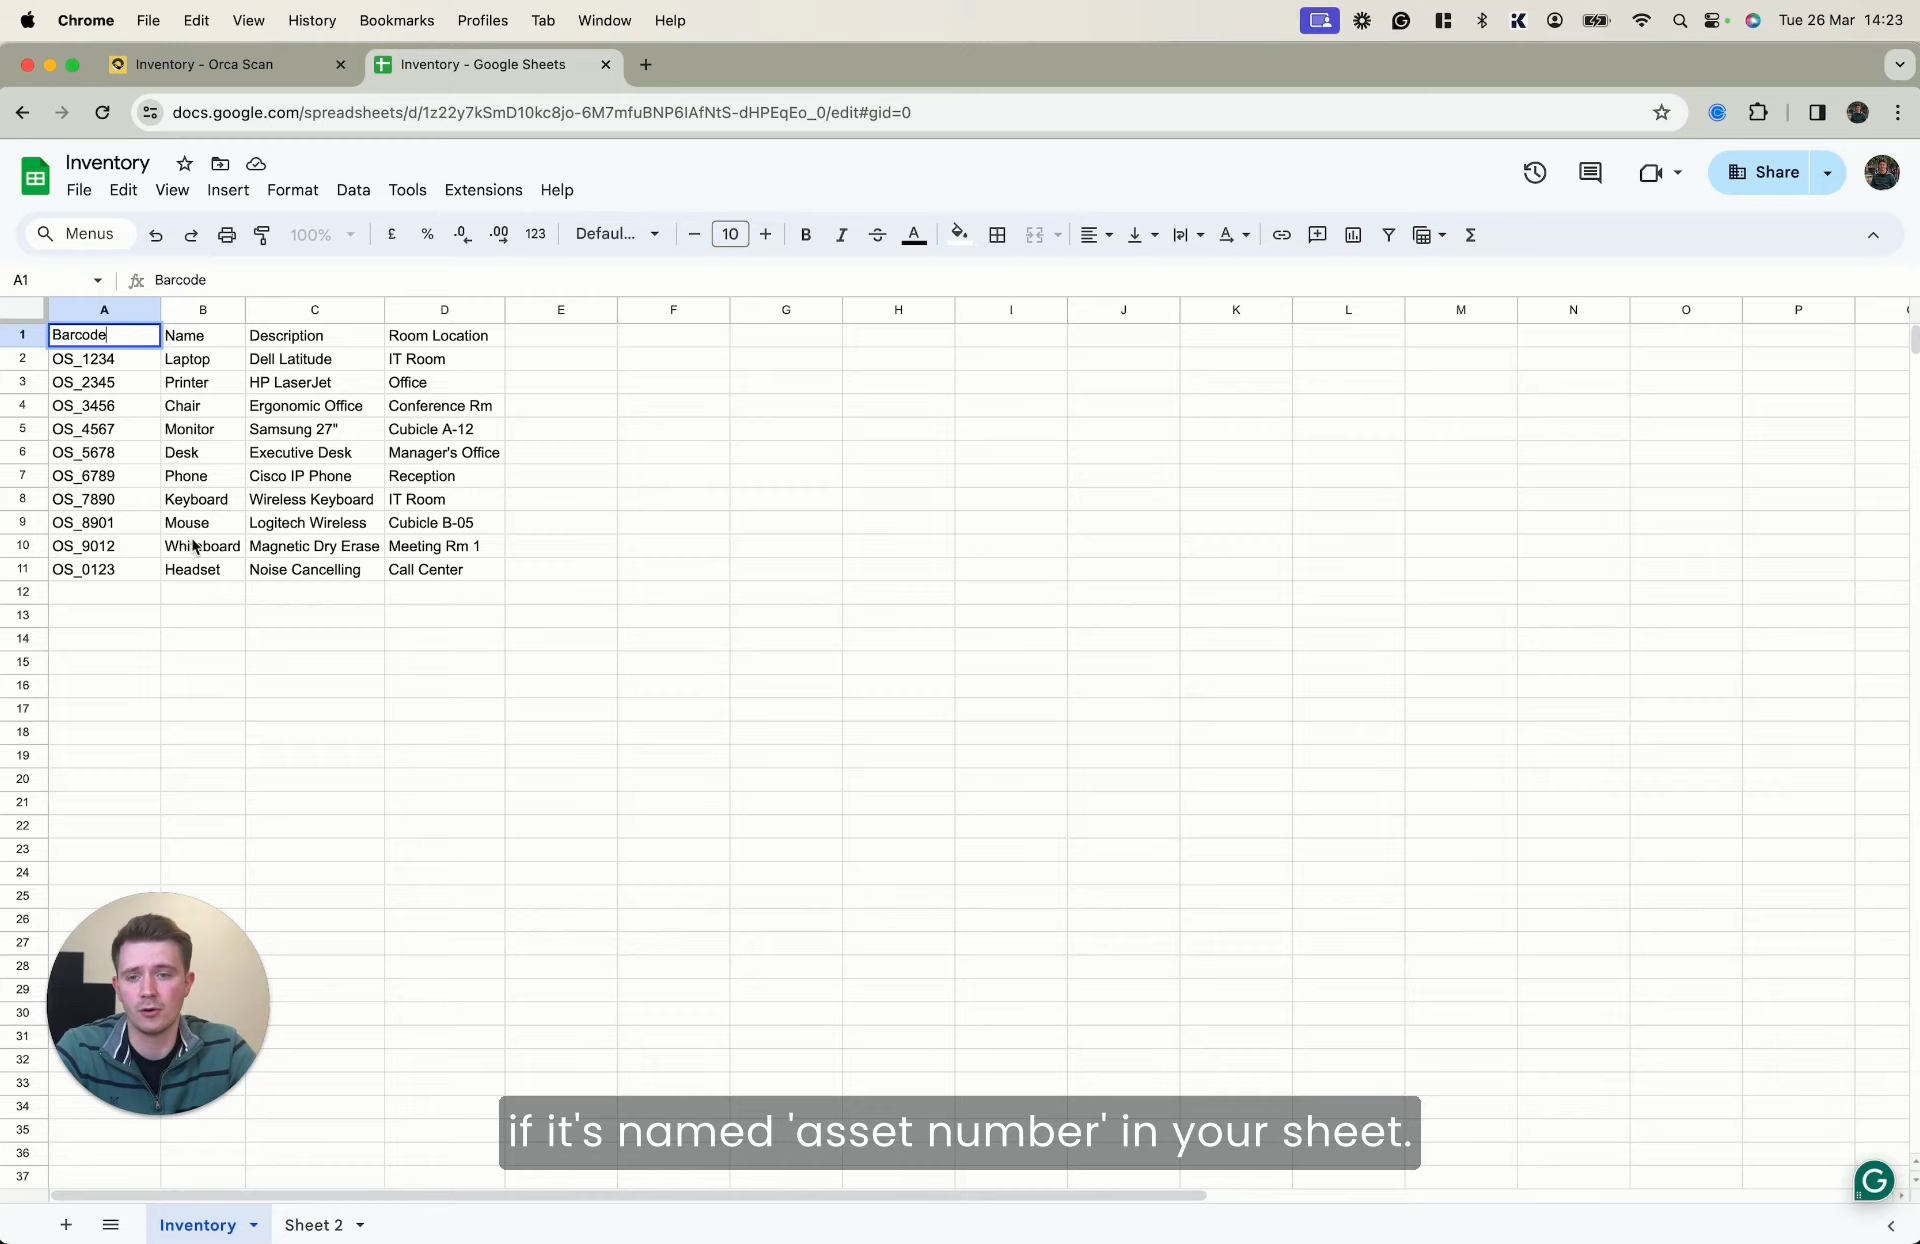 Chrome File Edit View History Bookmarks Profiles Tab Window Help Tue 26 Mar 14:23
Inventory - Orca Scan Inventory - Google Sheets
docs.google.com/spreadsheets/d/1z22y7kSmD10kc8jo-6M7mfuBNP6IAfNtS-dHPEqEo_0/edit#gid=0
Inventory
File Edit View Insert Format Data Tools Extensions Help
Share
Menus 100% £ % .0 .00 123 Defaul... 10 B I A
A1 fx Barcode
A B C D E F G H I J K L M N O P
1 Barcode Name Description Room Location
2 OS_1234 Laptop Dell Latitude IT Room
3 OS_2345 Printer HP LaserJet Office
4 OS_3456 Chair Ergonomic Office Conference Rm
5 OS_4567 Monitor Samsung 27" Cubicle A-12
6 OS_5678 Desk Executive Desk Manager's Office
7 OS_6789 Phone Cisco IP Phone Reception
8 OS_7890 Keyboard Wireless Keyboard IT Room
9 OS_8901 Mouse Logitech Wireless Cubicle B-05
10 OS_9012 Whiteboard Magnetic Dry Erase Meeting Rm 1
11 OS_0123 Headset Noise Cancelling Call Center
12
13
14
15
16
17
18
19
20
21
22
23
24
25
26
27
28
29
30
31
32
33
34
35
36
37
if it's named 'asset number' in your sheet.
Inventory Sheet 2